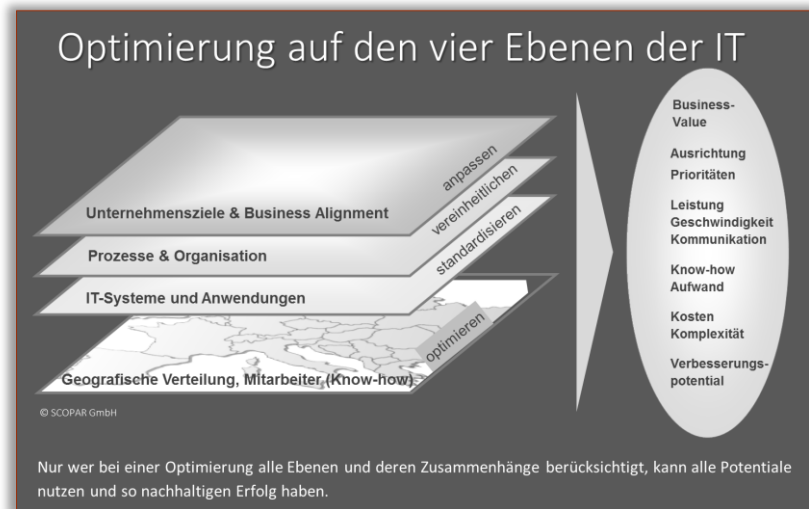 Optimierung auf den vier Ebenen der IT
Unternehmensziele & Business Alignment
anpassen
Prozesse & Organisation
vereinheitlichen
IT-Systeme und Anwendungen
standardisieren
Geografische Verteilung, Mitarbeiter (Know-how)
optimieren
Business-
Value
Ausrichtung
Prioritäten
Leistung
Geschwindigkeit
Kommunikation
Know-how
Aufwand
Kosten
Komplexität
Verbesserungs-
potential
© SCOPAR GmbH
Nur wer bei einer Optimierung alle Ebenen und deren Zusammenhänge berücksichtigt, kann alle Potentiale
nutzen und so nachhaltigen Erfolg haben.